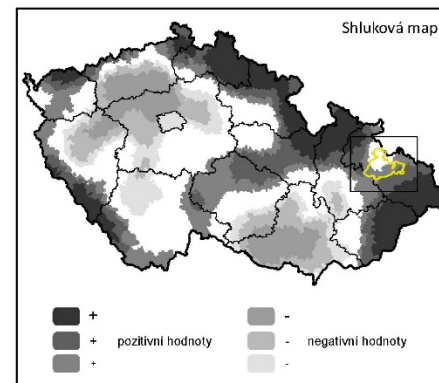 Shluková map
+ -
+ pozitivní hodnoty - negativní hodnoty
+ -